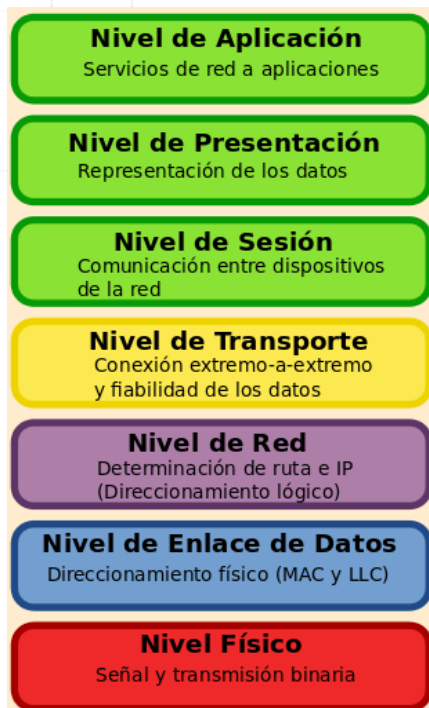 Nivel de Aplicación
Servicios de red a aplicaciones
Nivel de Presentación
Representación de los datos
Nivel de Sesión
Comunicación entre dispositivos
de la red
Nivel de Transporte
Conexión extremo-a-extremo
y fiabilidad de los datos
Nivel de Red
Determinación de ruta e IP
(Direccionamiento lógico)
Nivel de Enlace de Datos
Direccionamiento físico (MAC y LLC)
Nivel Físico
Señal y transmisión binaria